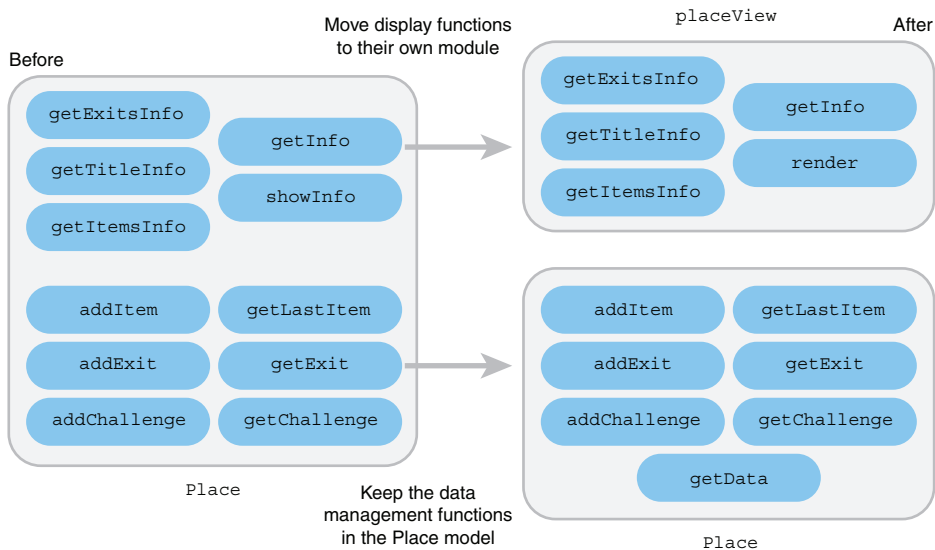 Before
getExitsInfo
getTitleInfo
getItemsInfo
getInfo
showInfo
addItem
addExit
addChallenge
getLastItem
getExit
getChallenge
Place
Move display functions
to their own module
Keep the data
management functions
in the Place model
placeView
After
getExitsInfo
getTitleInfo
getItemsInfo
getInfo
render
addItem
addExit
addChallenge
getLastItem
getExit
getChallenge
getData
Place